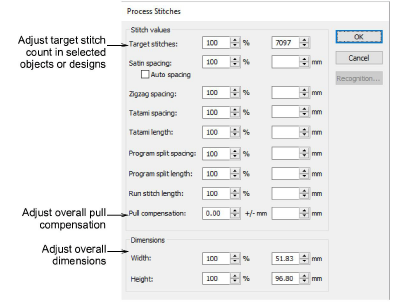 Process Stitches
Stitch values
Adjust target stitch
count in selected
objects or designs
Target stitches: 100 % 7097
OK
Satin spacing: 100 % mm
Cancel
Auto spacing
Recognition...
Zigzag spacing: 100 % mm
Tatami spacing: 100 % mm
Tatami length: 100 % mm
Program split spacing: 100 % mm
Program split length: 100 % mm
Run stitch length: 100 % mm
Adjust overall pull
compensation
Pull compensation: 0.00 +/- mm mm
Adjust overall
dimensions
Dimensions
Width: 100 % 51.83 mm
Height: 100 % 96.80 mm